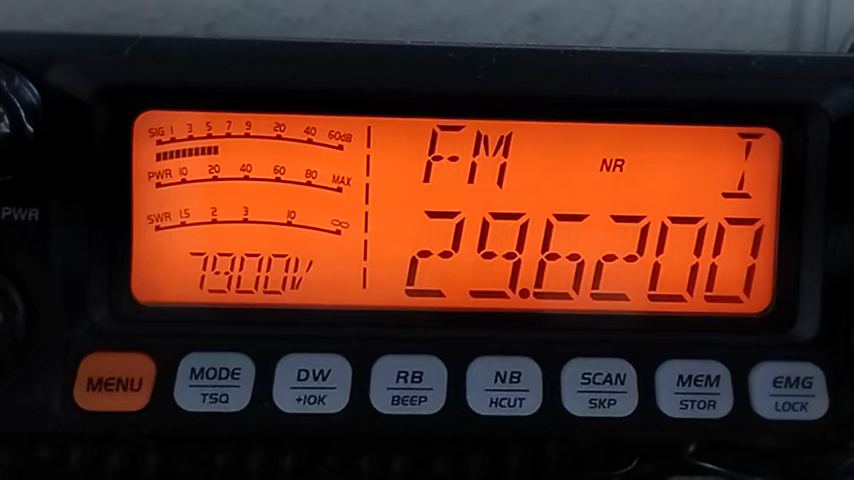 SIG 1 3 5 7 9 20 40 60dB
PWR 10 20 40 60 80 MAX
SWR 1.5 2 3 10 ∞
7900V
FM NR I
29.6200
PWR
MENU
MODE
TSQ
DW
+10K
RB
BEEP
NB
HCUT
SCAN
SKP
MEM
STOR
EMG
LOCK